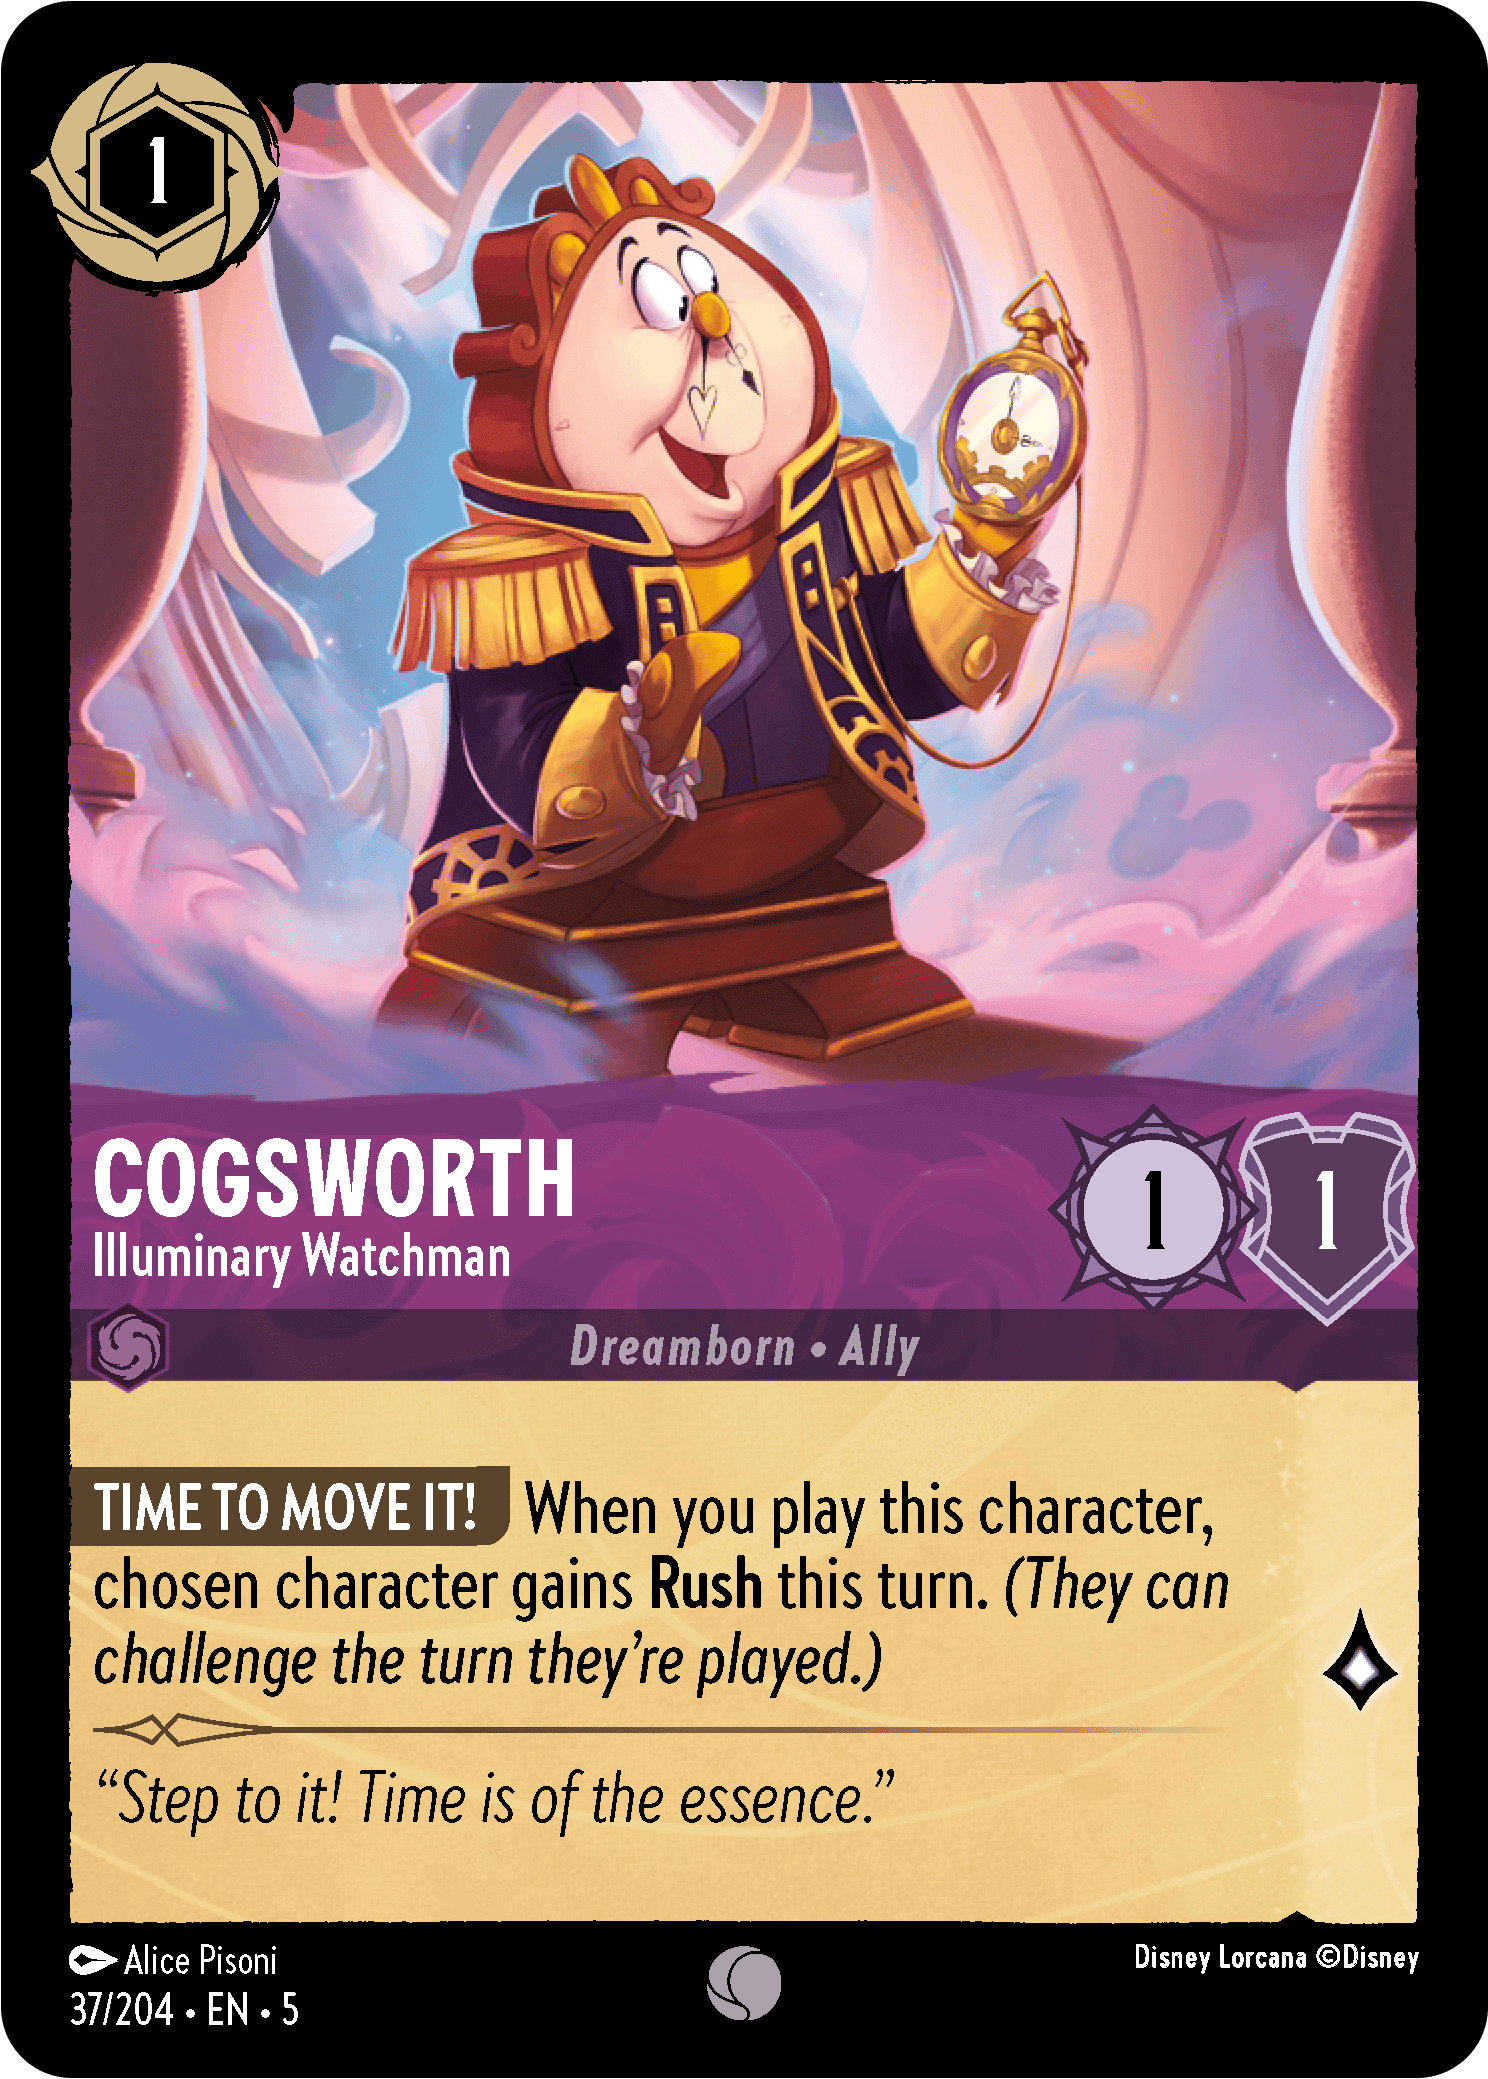 1
COGSWORTH
Illuminary Watchman
1 1
Dreamborn • Ally
TIME TO MOVE IT! When you play this character,
chosen character gains Rush this turn. (They can
challenge the turn they’re played.)
“Step to it! Time is of the essence.”
Alice Pisoni
37/204 • EN • 5
Disney Lorcana ©Disney